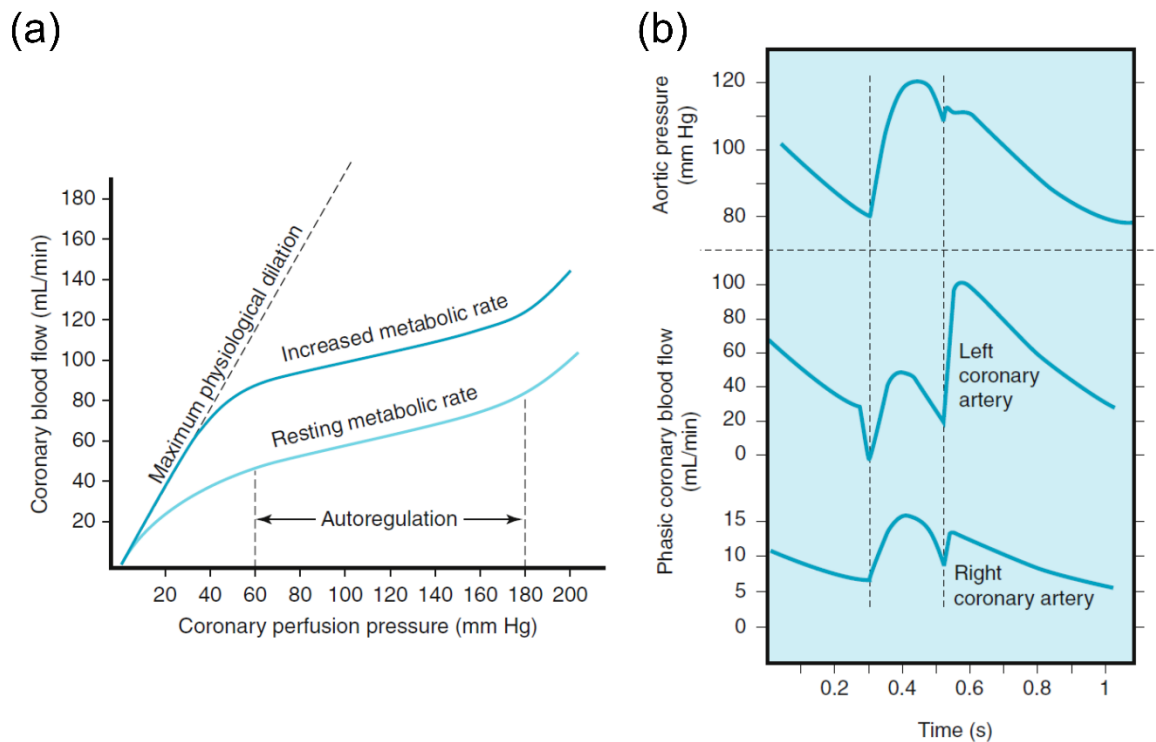 (a)
Coronary blood flow (mL/min)
180
160
140
120
100
80
60
40
20
Maximum physiological dilation
Increased metabolic rate
Resting metabolic rate
Autoregulation
20 40 60 80 100 120 140 160 180 200
Coronary perfusion pressure (mm Hg)
(b)
Aortic pressure
(mm Hg)
120
100
80
Phasic coronary blood flow
(mL/min)
100
80
60
40
20
0
Left
coronary
artery
15
10
5
0
Right
coronary artery
0.2 0.4 0.6 0.8 1
Time (s)